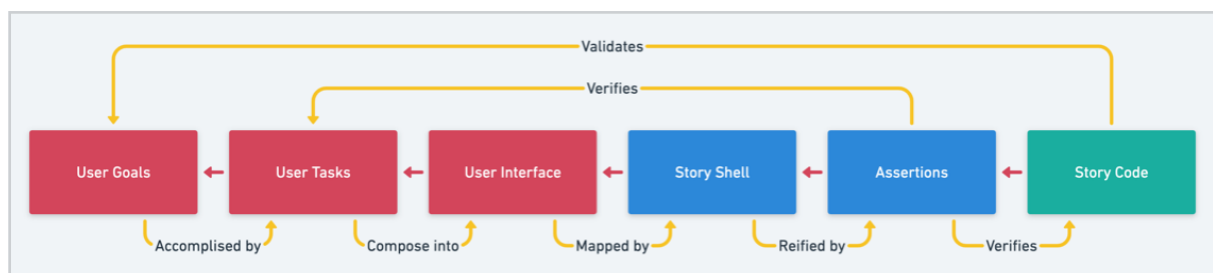 Validates
Verifies
User Goals
User Tasks
User Interface
Story Shell
Assertions
Story Code
Accomplised by
Compose into
Mapped by
Reified by
Verifies